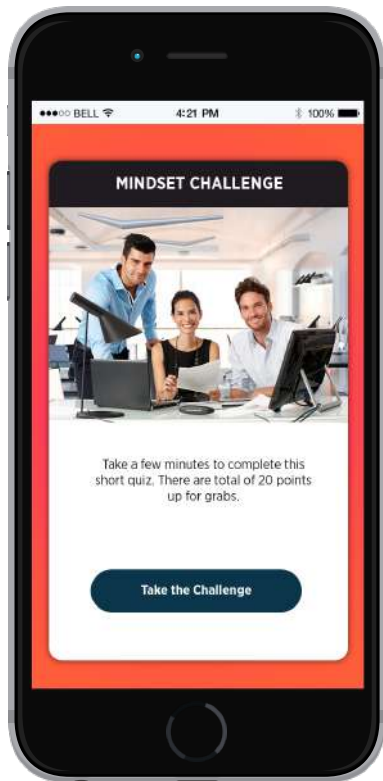 BELL 4:21 PM 100%
MINDSET CHALLENGE
Take a few minutes to complete this
short quiz. There are total of 20 points
up for grabs.
Take the Challenge